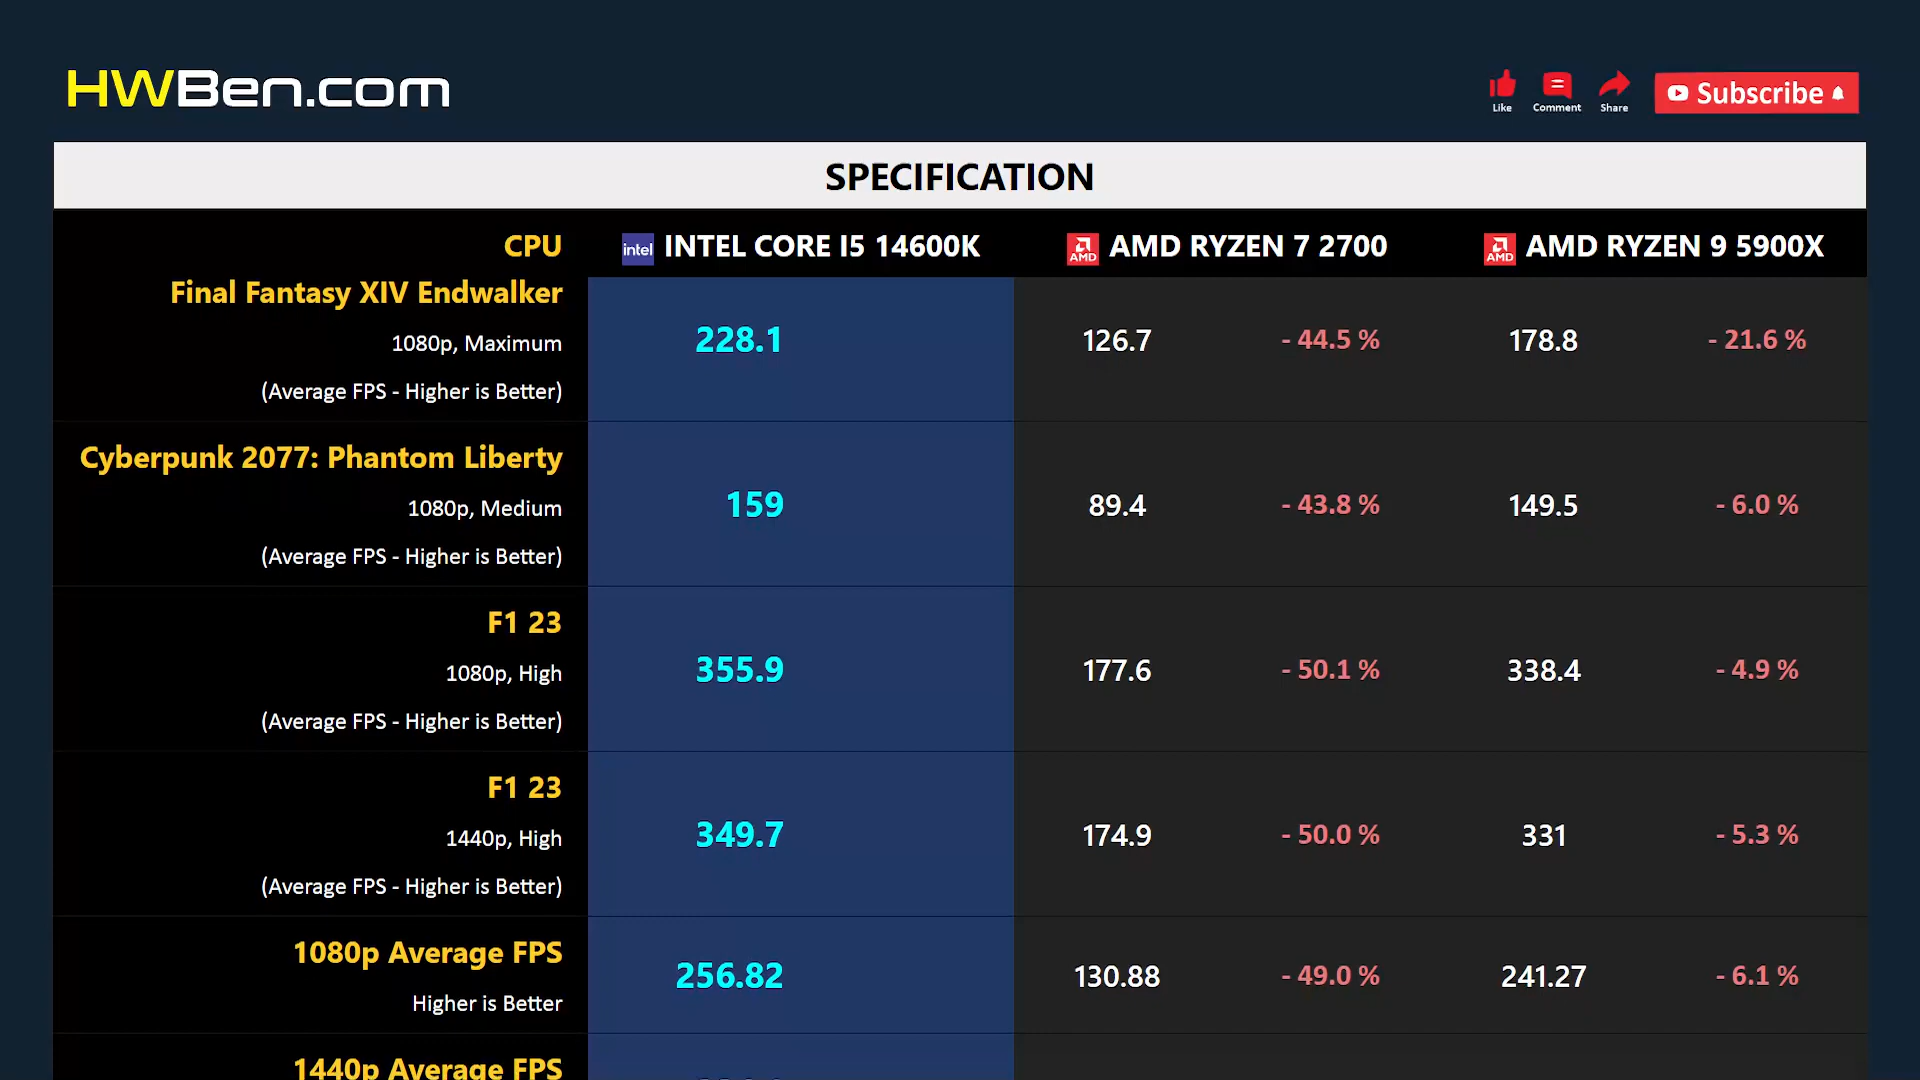 HWBen.com
Like Comment Share Subscribe
SPECIFICATION
CPU intel INTEL CORE I5 14600K AMD AMD RYZEN 7 2700 AMD AMD RYZEN 9 5900X
Final Fantasy XIV Endwalker
1080p, Maximum 228.1 126.7 - 44.5 % 178.8 - 21.6 %
(Average FPS - Higher is Better)
Cyberpunk 2077: Phantom Liberty
1080p, Medium 159 89.4 - 43.8 % 149.5 - 6.0 %
(Average FPS - Higher is Better)
F1 23
1080p, High 355.9 177.6 - 50.1 % 338.4 - 4.9 %
(Average FPS - Higher is Better)
F1 23
1440p, High 349.7 174.9 - 50.0 % 331 - 5.3 %
(Average FPS - Higher is Better)
1080p Average FPS 256.82 130.88 - 49.0 % 241.27 - 6.1 %
Higher is Better
1440p Average FPS